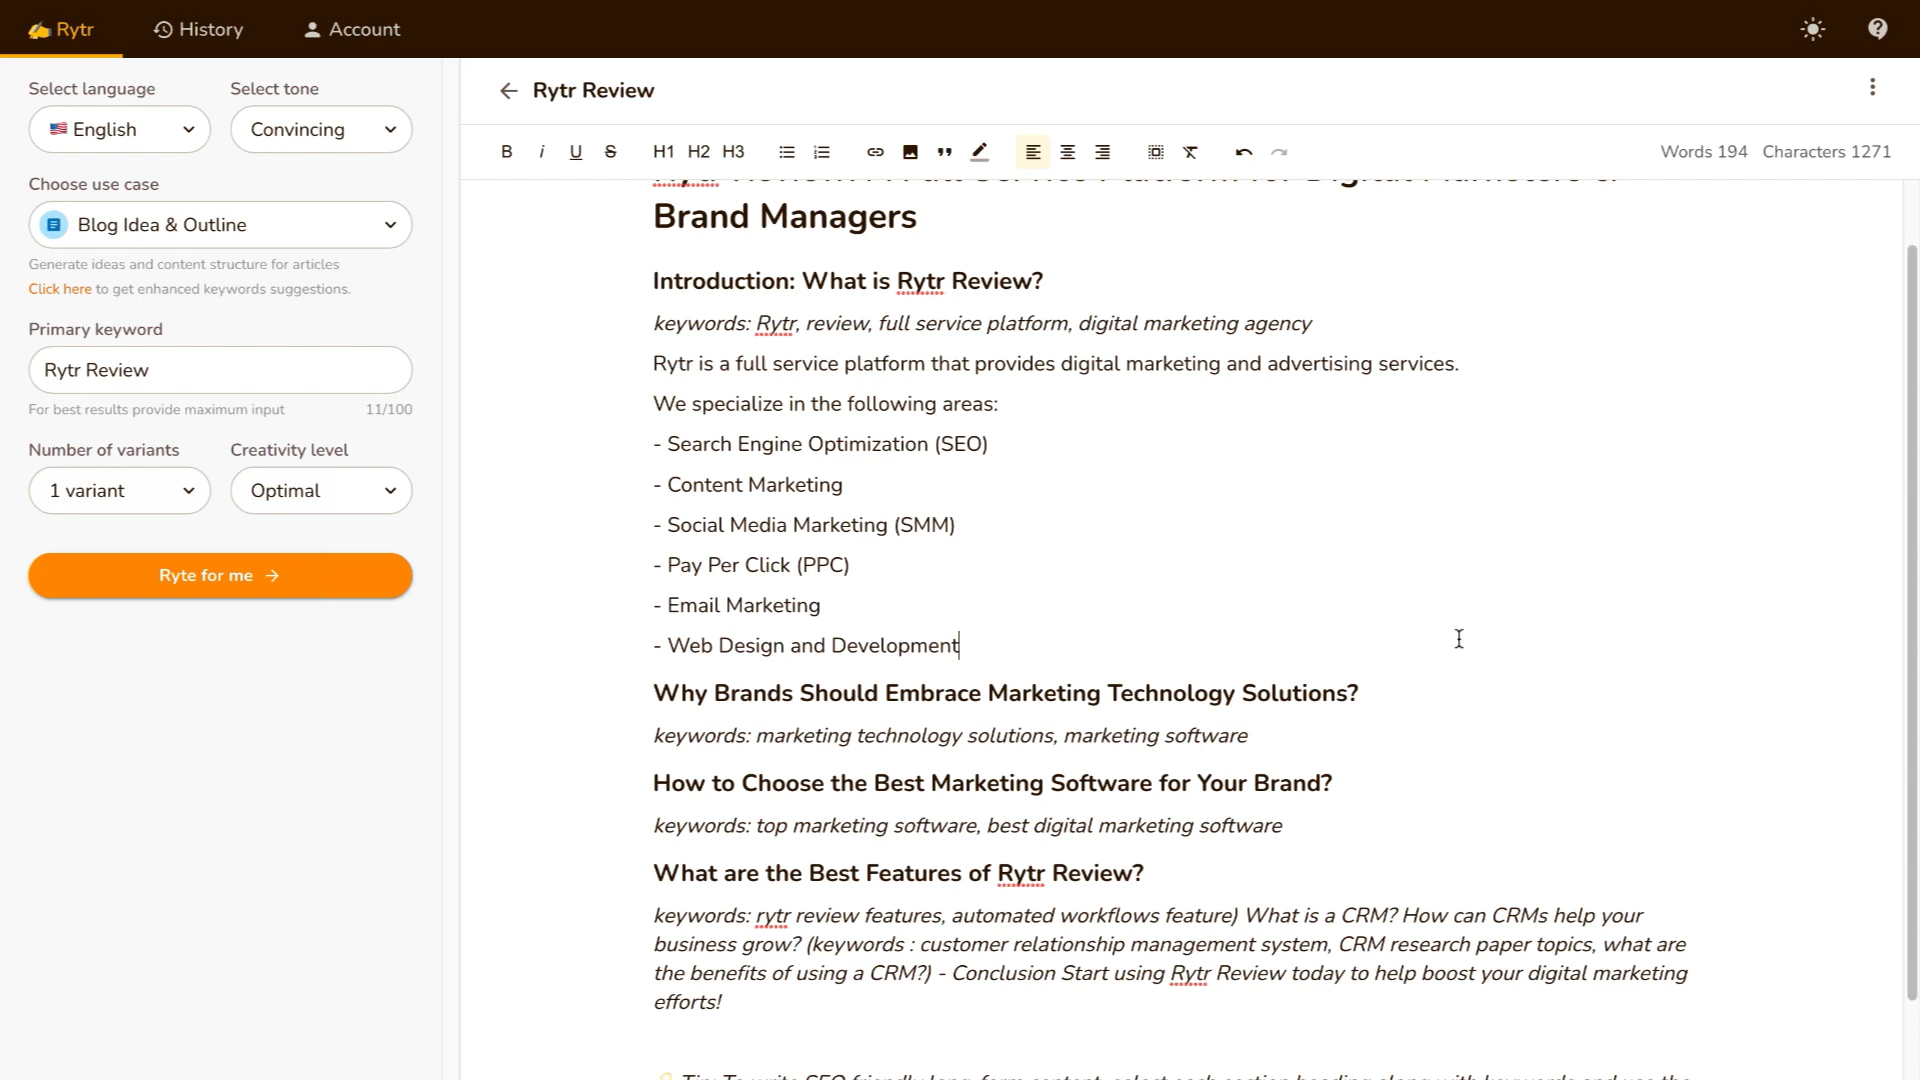 Rytr
History
Account
Select language
Select tone
English
Convincing
Choose use case
Blog Idea & Outline
Generate ideas and content structure for articles
Click here to get enhanced keywords suggestions.
Primary keyword
Rytr Review
For best results provide maximum input
11/100
Number of variants
Creativity level
1 variant
Optimal
Ryte for me
Rytr Review
B i U S H1 H2 H3
Words 194 Characters 1271
Brand Managers
Introduction: What is Rytr Review?
keywords: Rytr, review, full service platform, digital marketing agency
Rytr is a full service platform that provides digital marketing and advertising services.
We specialize in the following areas:
- Search Engine Optimization (SEO)
- Content Marketing
- Social Media Marketing (SMM)
- Pay Per Click (PPC)
- Email Marketing
- Web Design and Development
Why Brands Should Embrace Marketing Technology Solutions?
keywords: marketing technology solutions, marketing software
How to Choose the Best Marketing Software for Your Brand?
keywords: top marketing software, best digital marketing software
What are the Best Features of Rytr Review?
keywords: rytr review features, automated workflows feature) What is a CRM? How can CRMs help your
business grow? (keywords : customer relationship management system, CRM research paper topics, what are
the benefits of using a CRM?) - Conclusion Start using Rytr Review today to help boost your digital marketing
efforts!